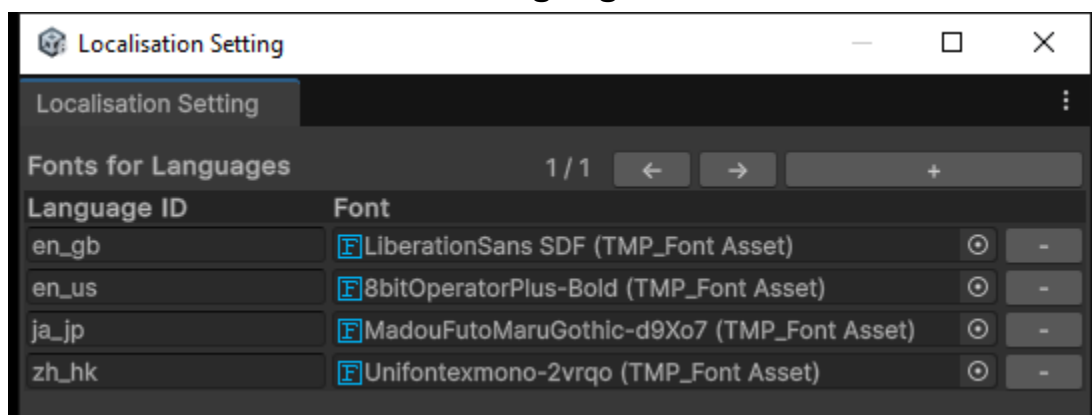 Localisation Setting
Localisation Setting
Fonts for Languages 1 / 1 ← → +
Language ID Font
en_gb LiberationSans SDF (TMP_Font Asset) -
en_us 8bitOperatorPlus-Bold (TMP_Font Asset) -
ja_jp MadouFutoMaruGothic-d9Xo7 (TMP_Font Asset) -
zh_hk Unifontexmono-2vrqo (TMP_Font Asset) -